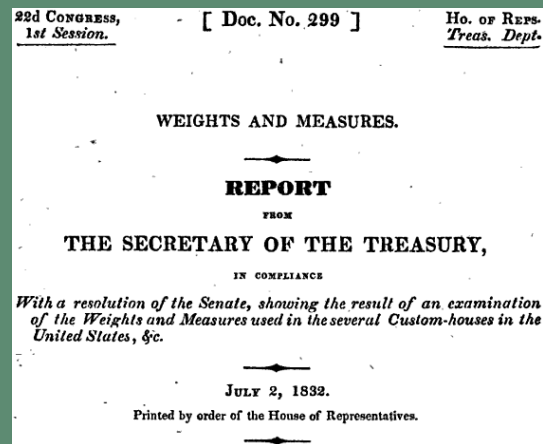 22d Congress, [ Doc. No. 299 ] Ho. of Reps.
1st Session. Treas. Dept.
WEIGHTS AND MEASURES.
REPORT
FROM
THE SECRETARY OF THE TREASURY,
IN COMPLIANCE
With a resolution of the Senate, showing the result of an examination
of the Weights and Measures used in the several Custom-houses in the
United States, &c.
July 2, 1832.
Printed by order of the House of Representatives.